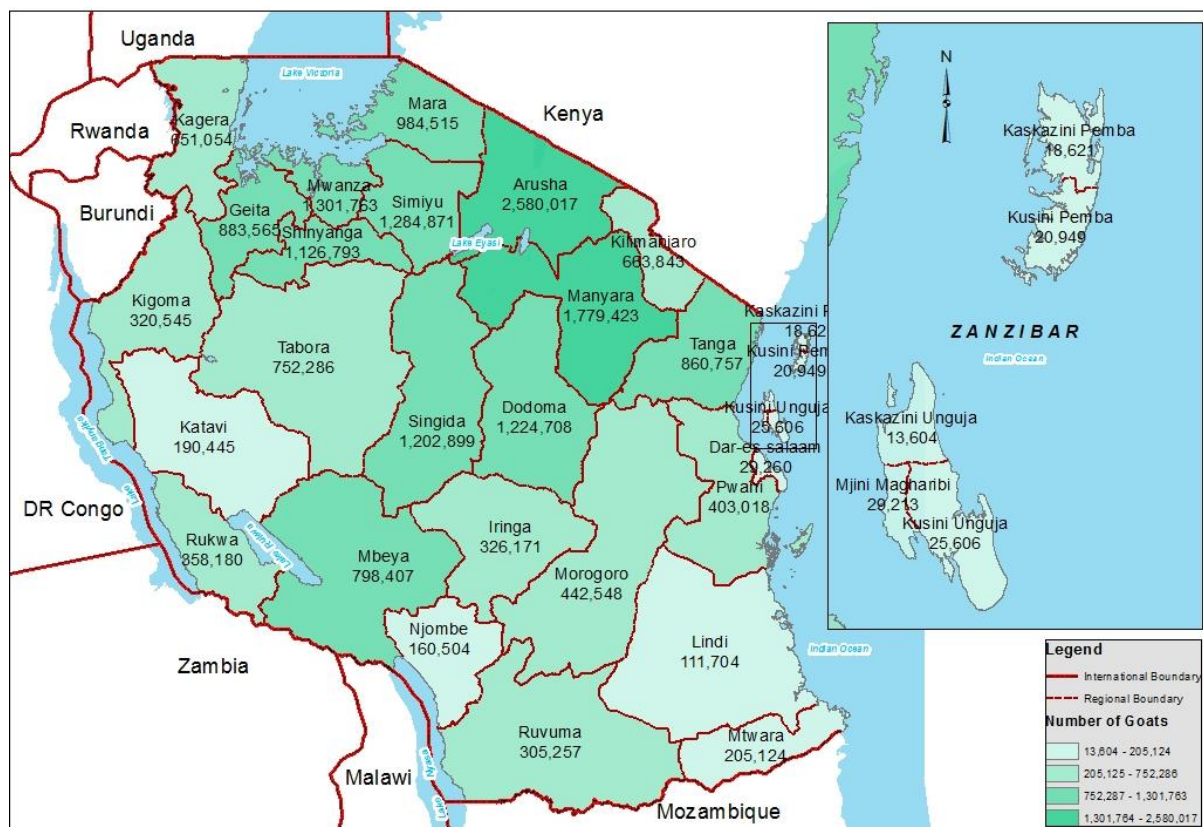 Uganda
Lake Victoria
Rwanda
Burundi
Kenya
Kagera
651,054
Mara
984,515
Mwanza
1,301,763
Simiyu
1,284,871
Arusha
2,580,017
Geita
883,565
Shinyanga
1,126,793
Lake Eyasi
Kilimanjaro
663,843
Manyara
1,779,423
Kigoma
320,545
Tabora
752,286
Tanga
860,757
Kaskazini P
18,62
Kusini Pem
20,949
Kusini Unguja
25,606
Dar-es-salaam
29,260
Singida
1,202,899
Dodoma
1,224,708
Katavi
190,445
Lake Tanganyika
DR Congo
Pwani
403,018
Rukwa
358,180
Lake Rukwa
Mbeya
798,407
Iringa
326,171
Morogoro
442,548
Njombe
160,504
Lindi
111,704
Zambia
Ruvuma
305,257
Mtwara
205,124
Malawi
Lake Nyasa
Mozambique
Indian Ocean
N
Kaskazini Pemba
18,621
Kusini Pemba
20,949
ZANZIBAR
Indian Ocean
Kaskazini Unguja
13,604
Mjini Magharibi
29,213
Kusini Unguja
25,606
Legend
International Boundary
Regional Boundary
Number of Goats
13,604 - 205,124
205,125 - 752,286
752,287 - 1,301,763
1,301,764 - 2,580,017